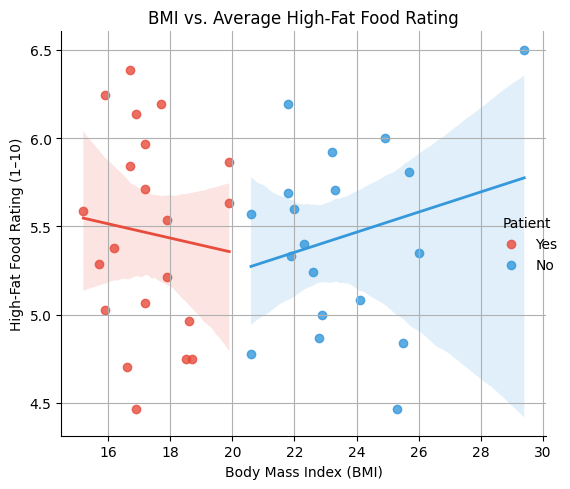 BMI vs. Average High-Fat Food Rating
High-Fat Food Rating (1–10)
6.5
6.0
5.5
5.0
4.5
Patient
Yes
No
16 18 20 22 24 26 28 30
Body Mass Index (BMI)